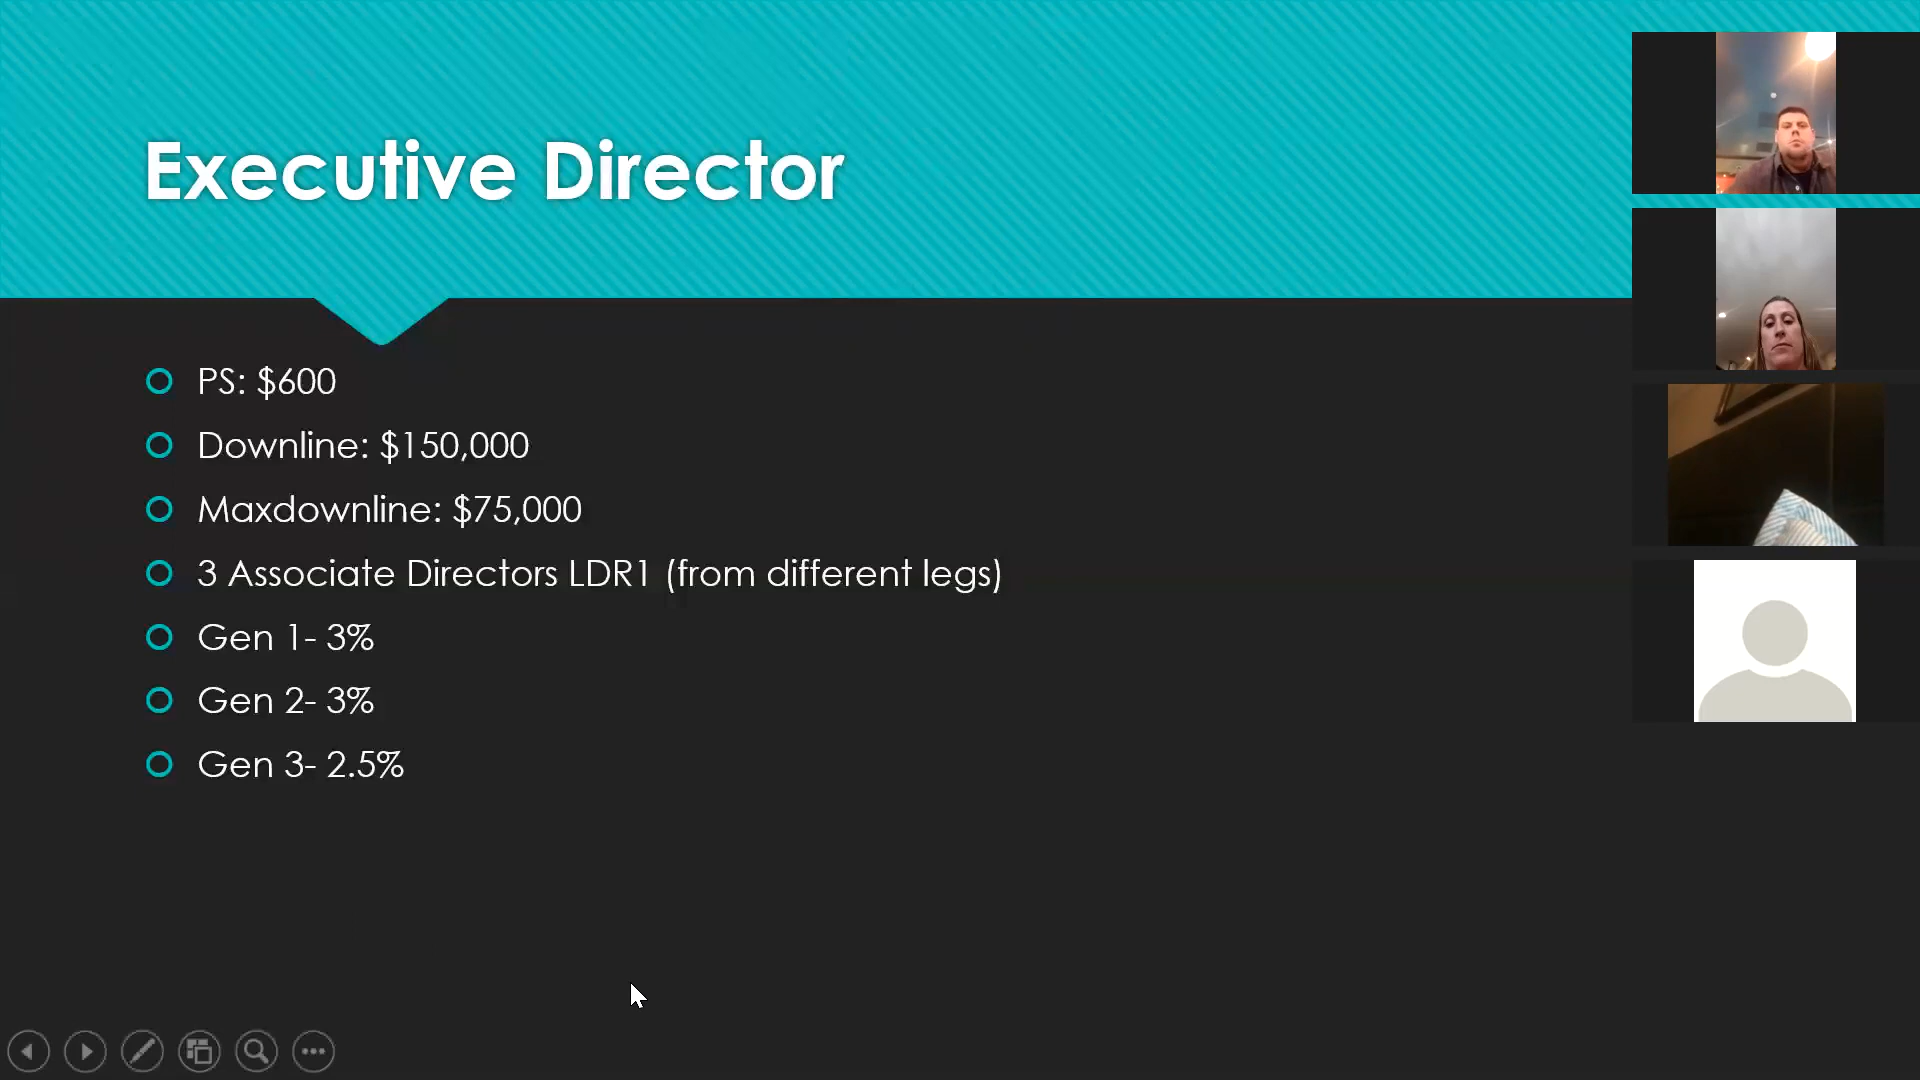 Executive Director
PS: $600
Downline: $150,000
Maxdownline: $75,000
3 Associate Directors LDR1 (from different legs)
Gen 1- 3%
Gen 2- 3%
Gen 3- 2.5%